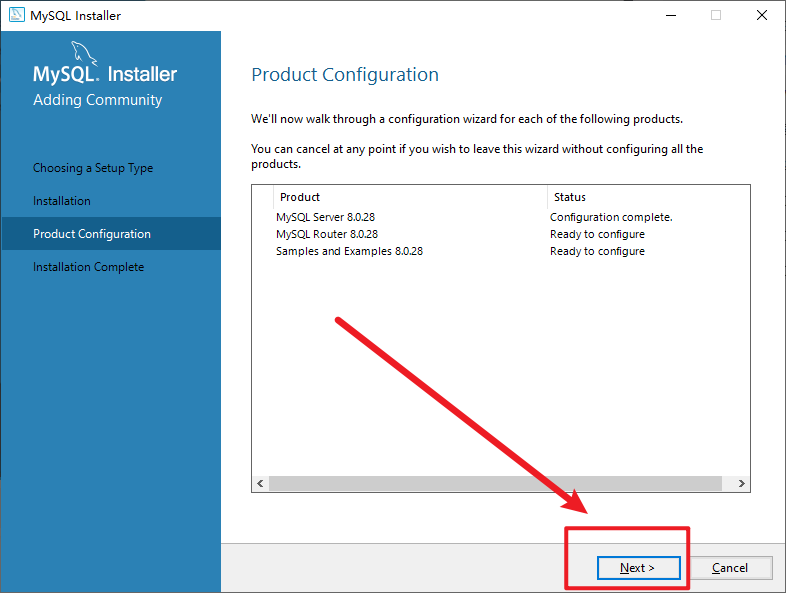 MySQL Installer
MySQL. Installer
Adding Community
Choosing a Setup Type
Installation
Product Configuration
Installation Complete
Product Configuration
We'll now walk through a configuration wizard for each of the following products.
You can cancel at any point if you wish to leave this wizard without configuring all the
products.
Product Status
MySQL Server 8.0.28 Configuration complete.
MySQL Router 8.0.28 Ready to configure
Samples and Examples 8.0.28 Ready to configure
Next > Cancel